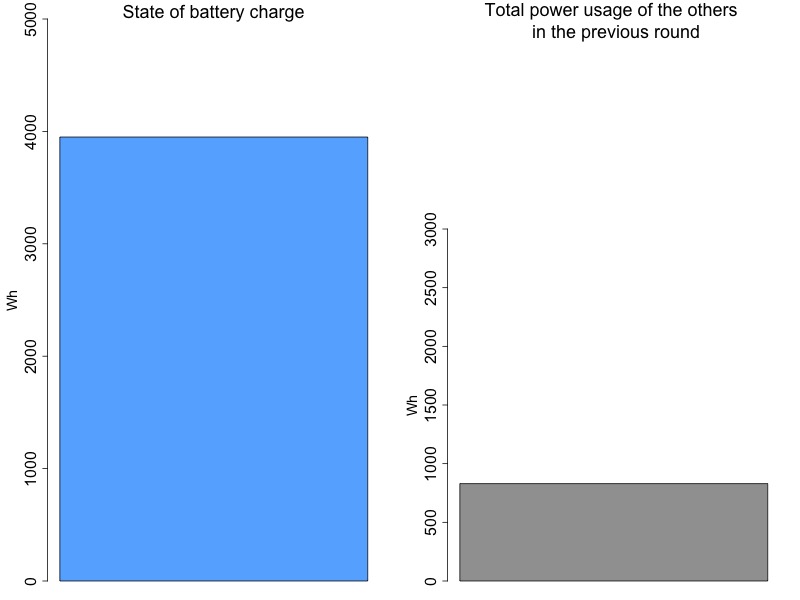 State of battery charge
5000
4000
3000
2000
1000
0
Wh
Total power usage of the others
in the previous round
3000
2500
2000
1500
1000
500
0
Wh